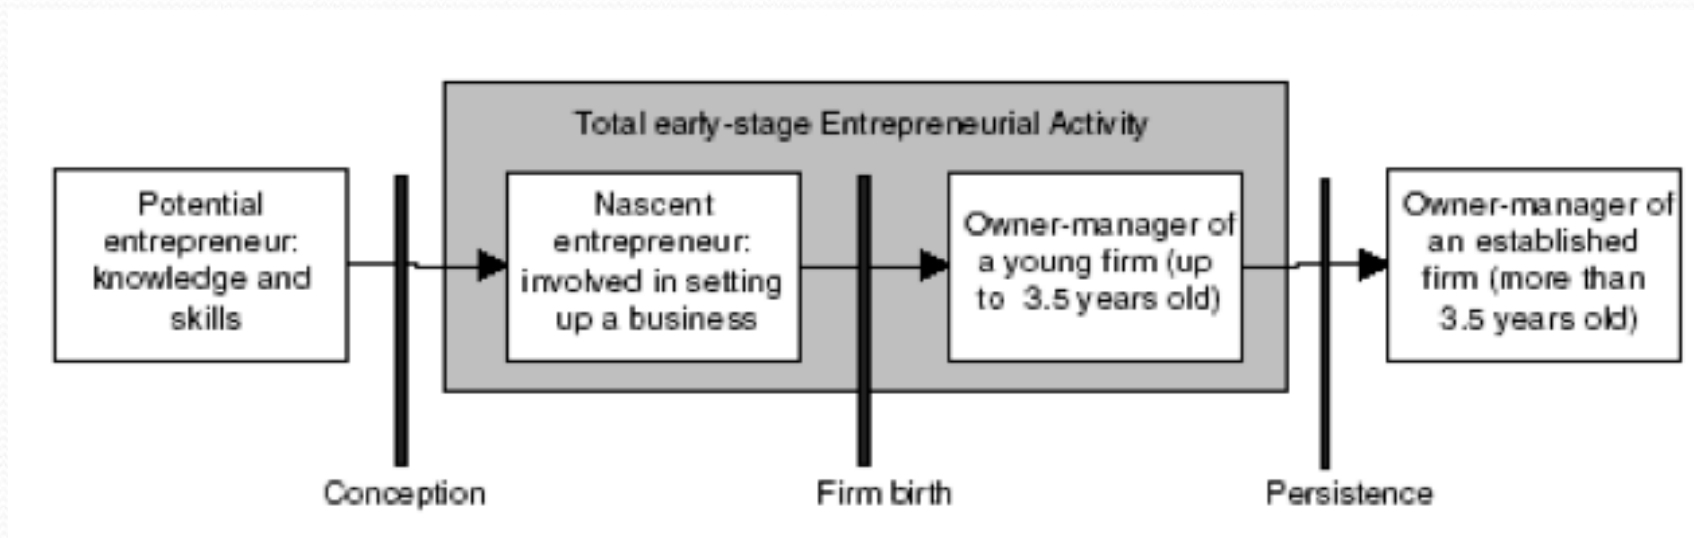 Total early-stage Entrepreneurial Activity
Potential
entrepreneur:
knowledge and
skills
Nascent
entrepreneur:
involved in setting
up a business
Owner-manager of
a young firm (up
to 3.5 years old)
Owner-manager of
an established
firm (more than
3.5 years old)
Conception
Firm birth
Persistence